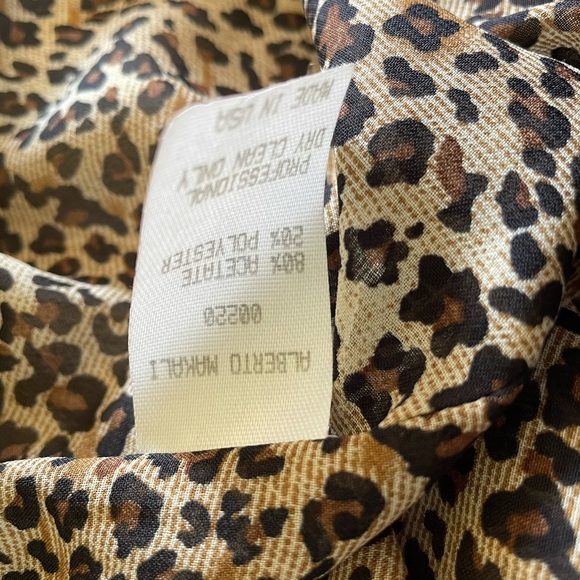 ALBERTO MAKALI
00220
80% ACETATE
20% POLYESTER
PROFESSIONAL
DRY CLEAN ONLY
MADE IN USA